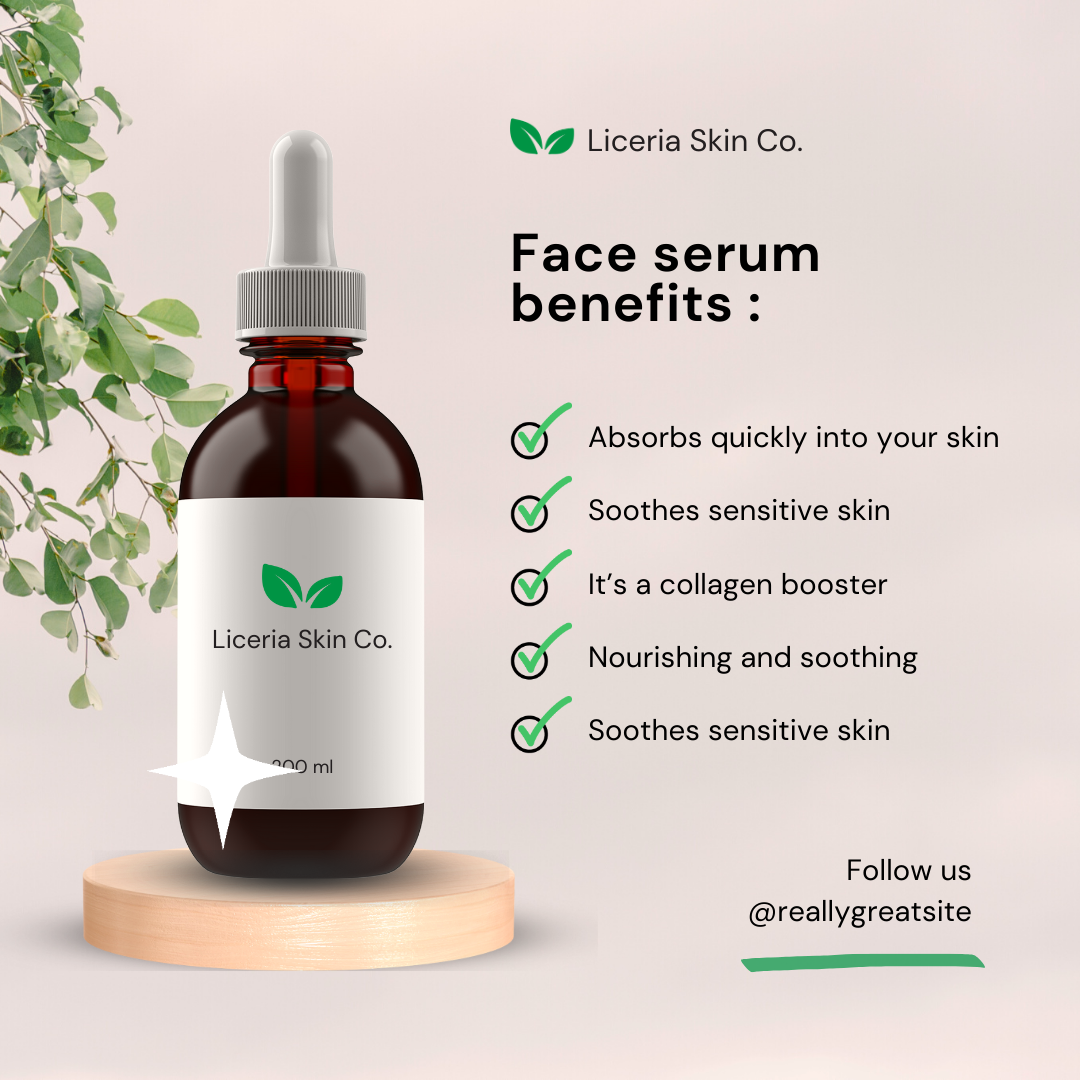 Liceria Skin Co.
Face serum
benefits :
Absorbs quickly into your skin
Soothes sensitive skin
It’s a collagen booster
Nourishing and soothing
Soothes sensitive skin
Liceria Skin Co.
200 ml
Follow us
@reallygreatsite